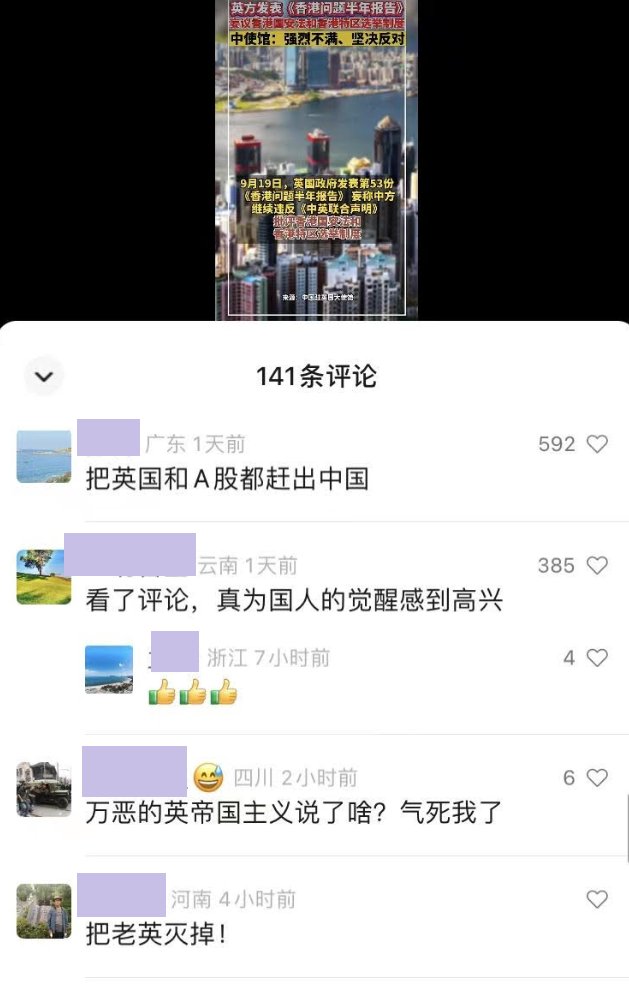 英方发表《香港问题半年报告》
妄议香港国安法和香港特区选举制度
中使馆：强烈不满、坚决反对
9月19日，英国政府发表第53份
《香港问题半年报告》妄称中方
继续违反《中英联合声明》
批评香港国安法和
香港特区选举制度
来源：中国驻英国大使馆
141条评论
广东 1天前
592
把英国和A股都赶出中国
云南 1天前
385
看了评论，真为国人的觉醒感到高兴
浙江 7小时前
4
👍👍👍
😅 四川 2小时前
6
万恶的英帝国主义说了啥？气死我了
河南 4小时前
把老英灭掉！